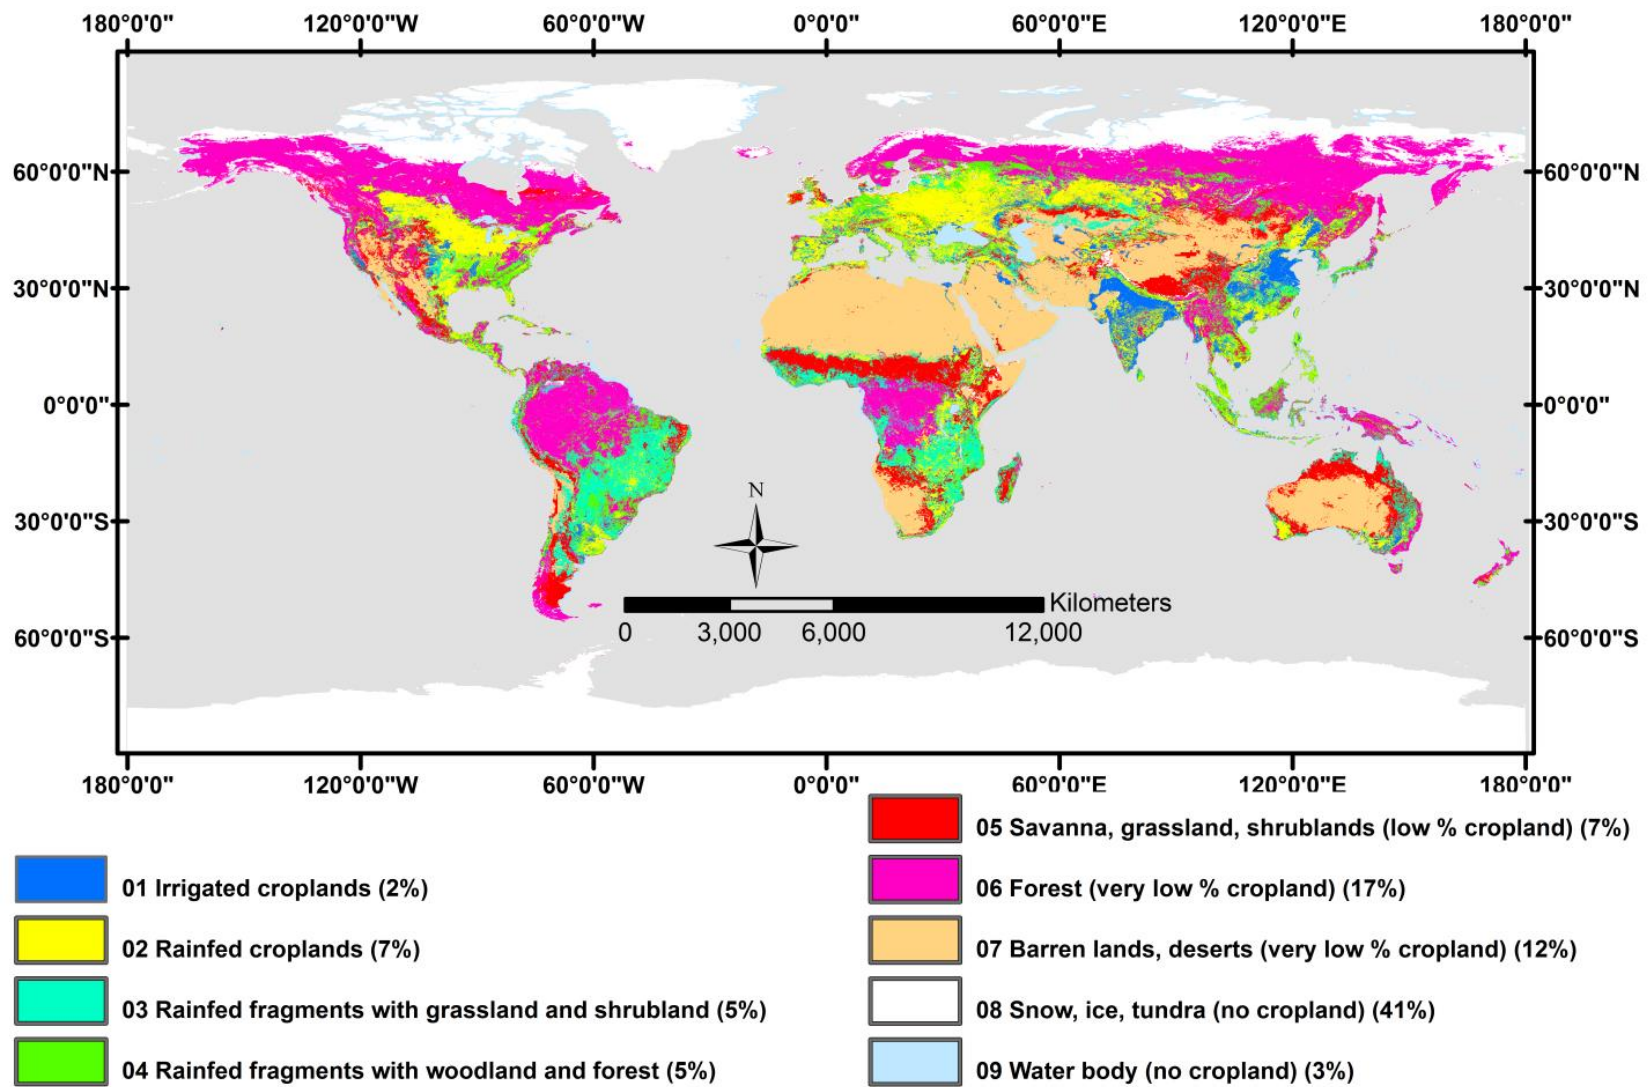 180°0'0" 120°0'0"W 60°0'0"W 0°0'0" 60°0'0"E 120°0'0"E 180°0'0"
60°0'0"N 60°0'0"N
30°0'0"N 30°0'0"N
0°0'0" 0°0'0"
N
30°0'0"S 30°0'0"S
Kilometers
0 3,000 6,000 12,000
60°0'0"S 60°0'0"S
180°0'0" 120°0'0"W 60°0'0"W 0°0'0" 60°0'0"E 120°0'0"E 180°0'0"
01 Irrigated croplands (2%)
02 Rainfed croplands (7%)
03 Rainfed fragments with grassland and shrubland (5%)
04 Rainfed fragments with woodland and forest (5%)
05 Savanna, grassland, shrublands (low % cropland) (7%)
06 Forest (very low % cropland) (17%)
07 Barren lands, deserts (very low % cropland) (12%)
08 Snow, ice, tundra (no cropland) (41%)
09 Water body (no cropland) (3%)